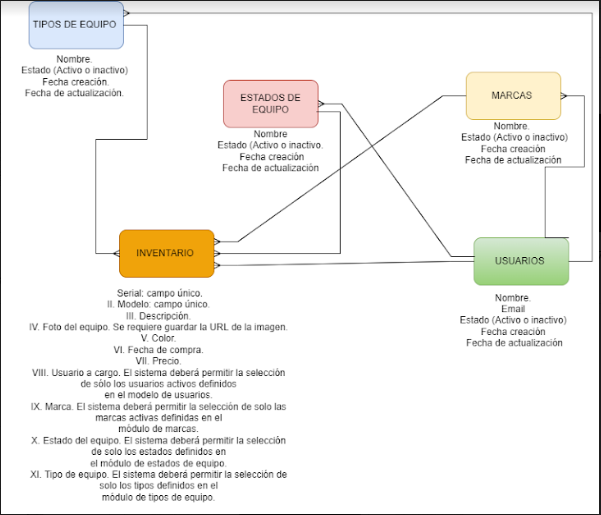 TIPOS DE EQUIPO
Nombre.
Estado (Activo o inactivo)
Fecha creación.
Fecha de actualización.
ESTADOS DE
EQUIPO
Nombre
Estado (Activo o inactivo.
Fecha creación
Fecha de actualización
MARCAS
Nombre.
Estado (Activo o inactivo)
Fecha creación
Fecha de actualización
INVENTARIO
Serial: campo único.
II. Modelo: campo único.
III. Descripción.
IV. Foto del equipo. Se requiere guardar la URL de la imagen.
V. Color.
VI. Fecha de compra.
VII. Precio.
VIII. Usuario a cargo. El sistema deberá permitir la selección
de sólo los usuarios activos definidos
en el modelo de usuarios.
IX. Marca. El sistema deberá permitir la selección de solo las
marcas activas definidas en el
módulo de marcas.
X. Estado del equipo. El sistema deberá permitir la selección
de solo los estados definidos en
el módulo de estados de equipo.
XI. Tipo de equipo. El sistema deberá permitir la selección de
solo los tipos definidos en el
módulo de tipos de equipo.
USUARIOS
Nombre.
Email
Estado (Activo o inactivo)
Fecha creación
Fecha de actualización